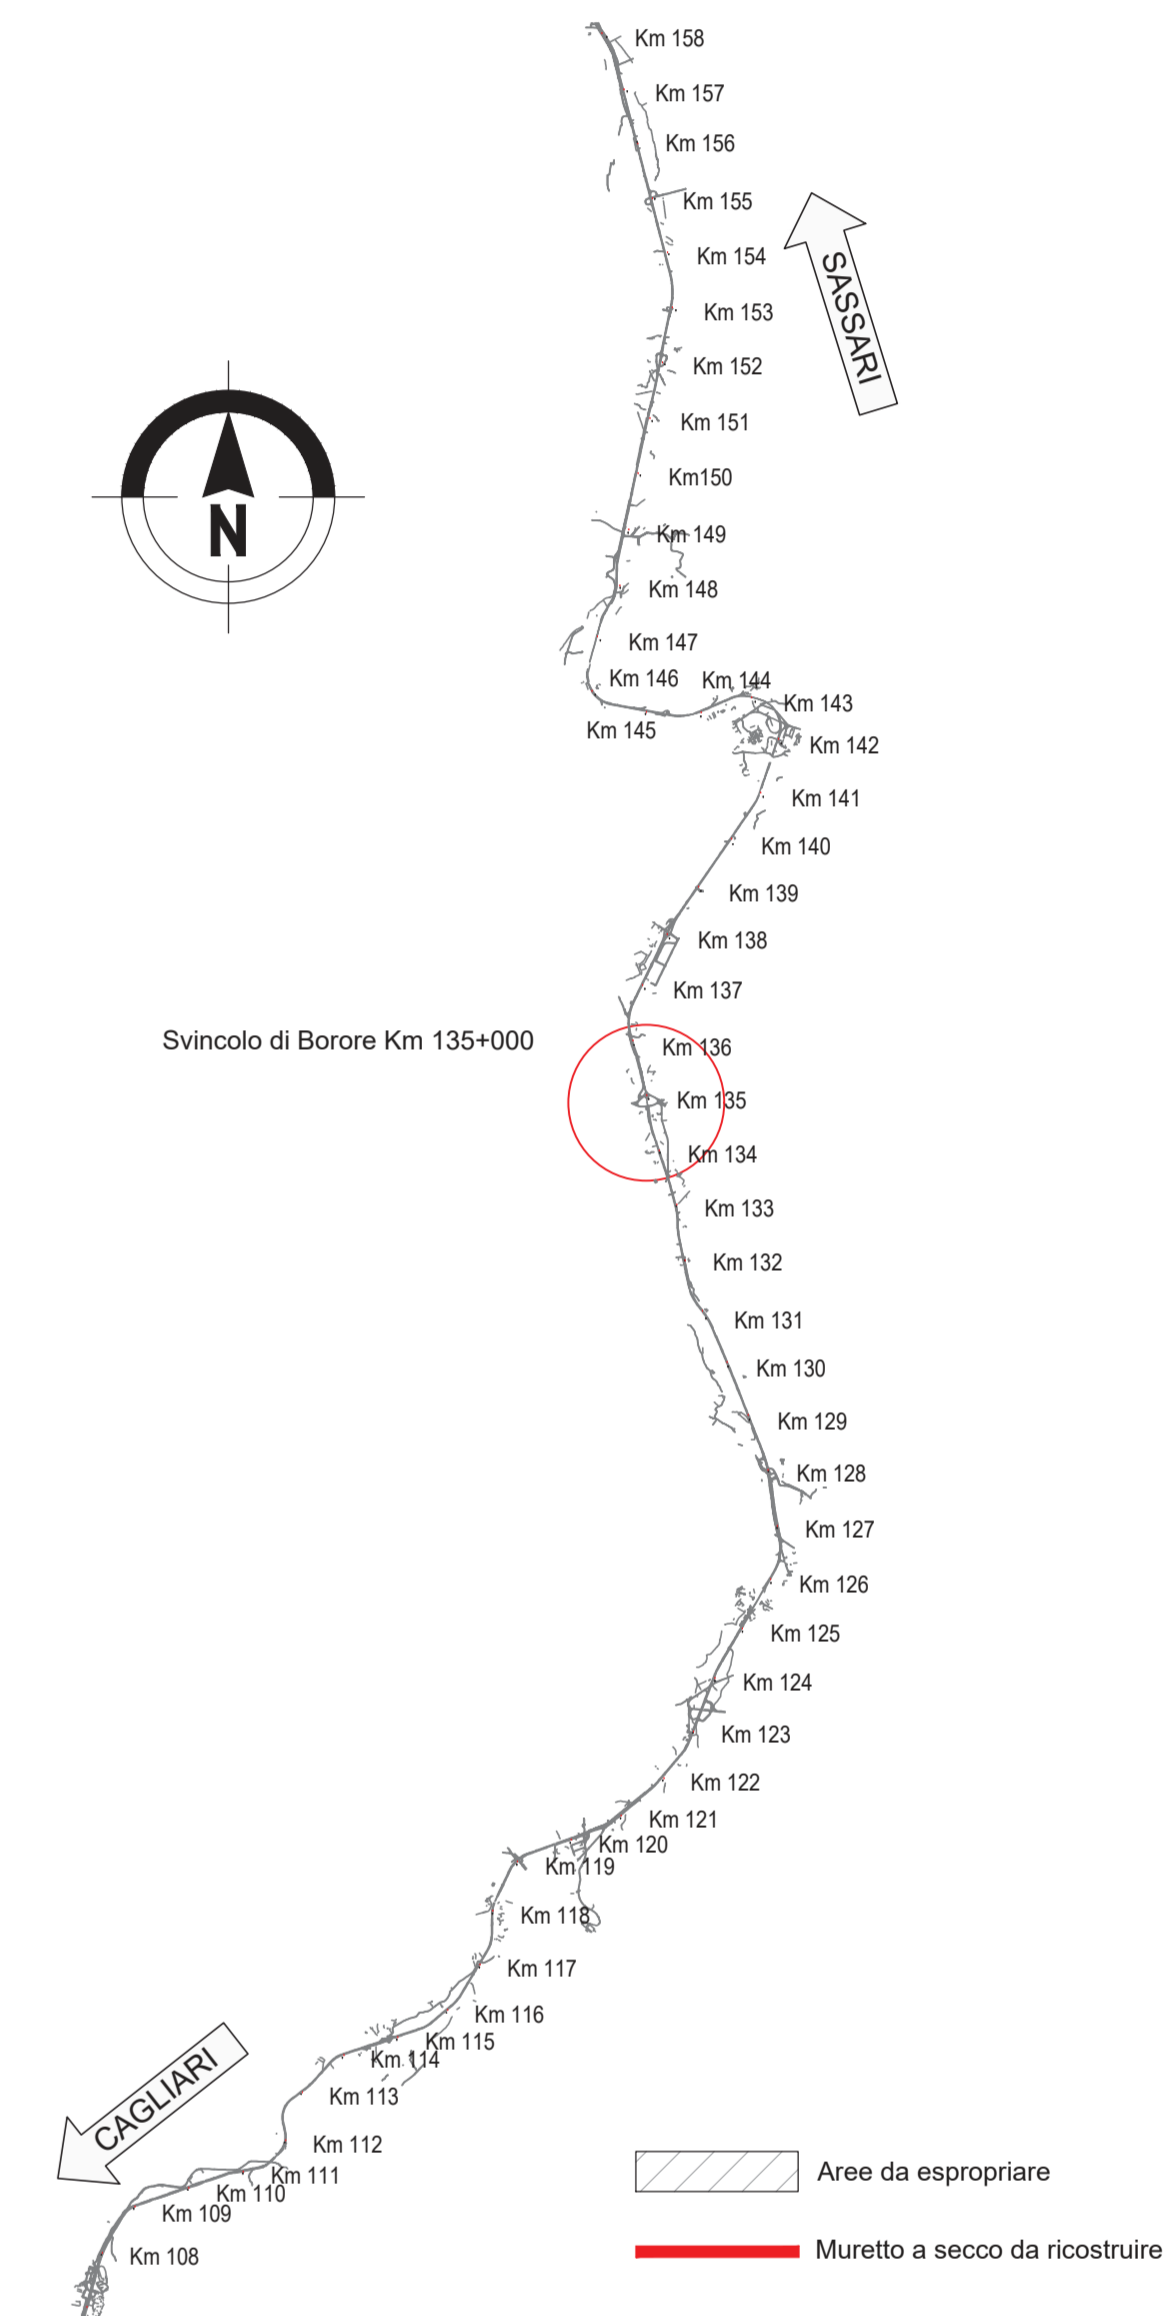 Km 158
Km 157
Km 156
Km 155
Km 154
SASSARI
Km 153
Km 152
Km 151
Km150
N
Km 149
Km 148
Km 147
Km 146
Km 144
Km 143
Km 145
Km 142
Km 141
Km 140
Km 139
Km 138
Km 137
Svincolo di Borore Km 135+000
Km 136
Km 135
Km 134
Km 133
Km 132
Km 131
Km 130
Km 129
Km 128
Km 127
Km 126
Km 125
Km 124
Km 123
Km 122
Km 121
Km 120
Km 119
Km 118
Km 117
Km 116
Km 115
Km 114
Km 113
CAGLIARI
Km 112
Km 111
Km 110
Km 109
Km 108
Aree da espropriare
Muretto a secco da ricostruire